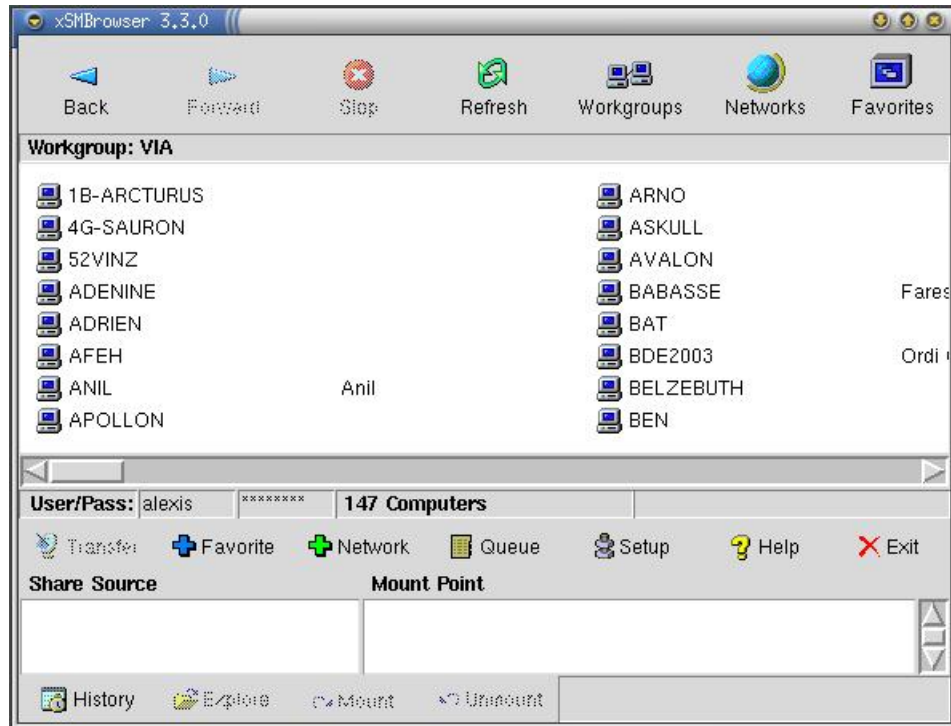 xSMBrowser 3.3.0
Back Forward Stop Refresh Workgroups Networks Favorites
Workgroup: VIA
1B-ARCTURUS ARNO
4G-SAURON ASKULL
52VINZ AVALON
ADENINE BABASSE Fares
ADRIEN BAT
AFEH BDE2003 Ordi
ANIL Anil BELZEBUTH
APOLLON BEN
User/Pass: alexis ******** 147 Computers
Transfer Favorite Network Queue Setup Help Exit
Share Source Mount Point
History Explore Mount Unmount